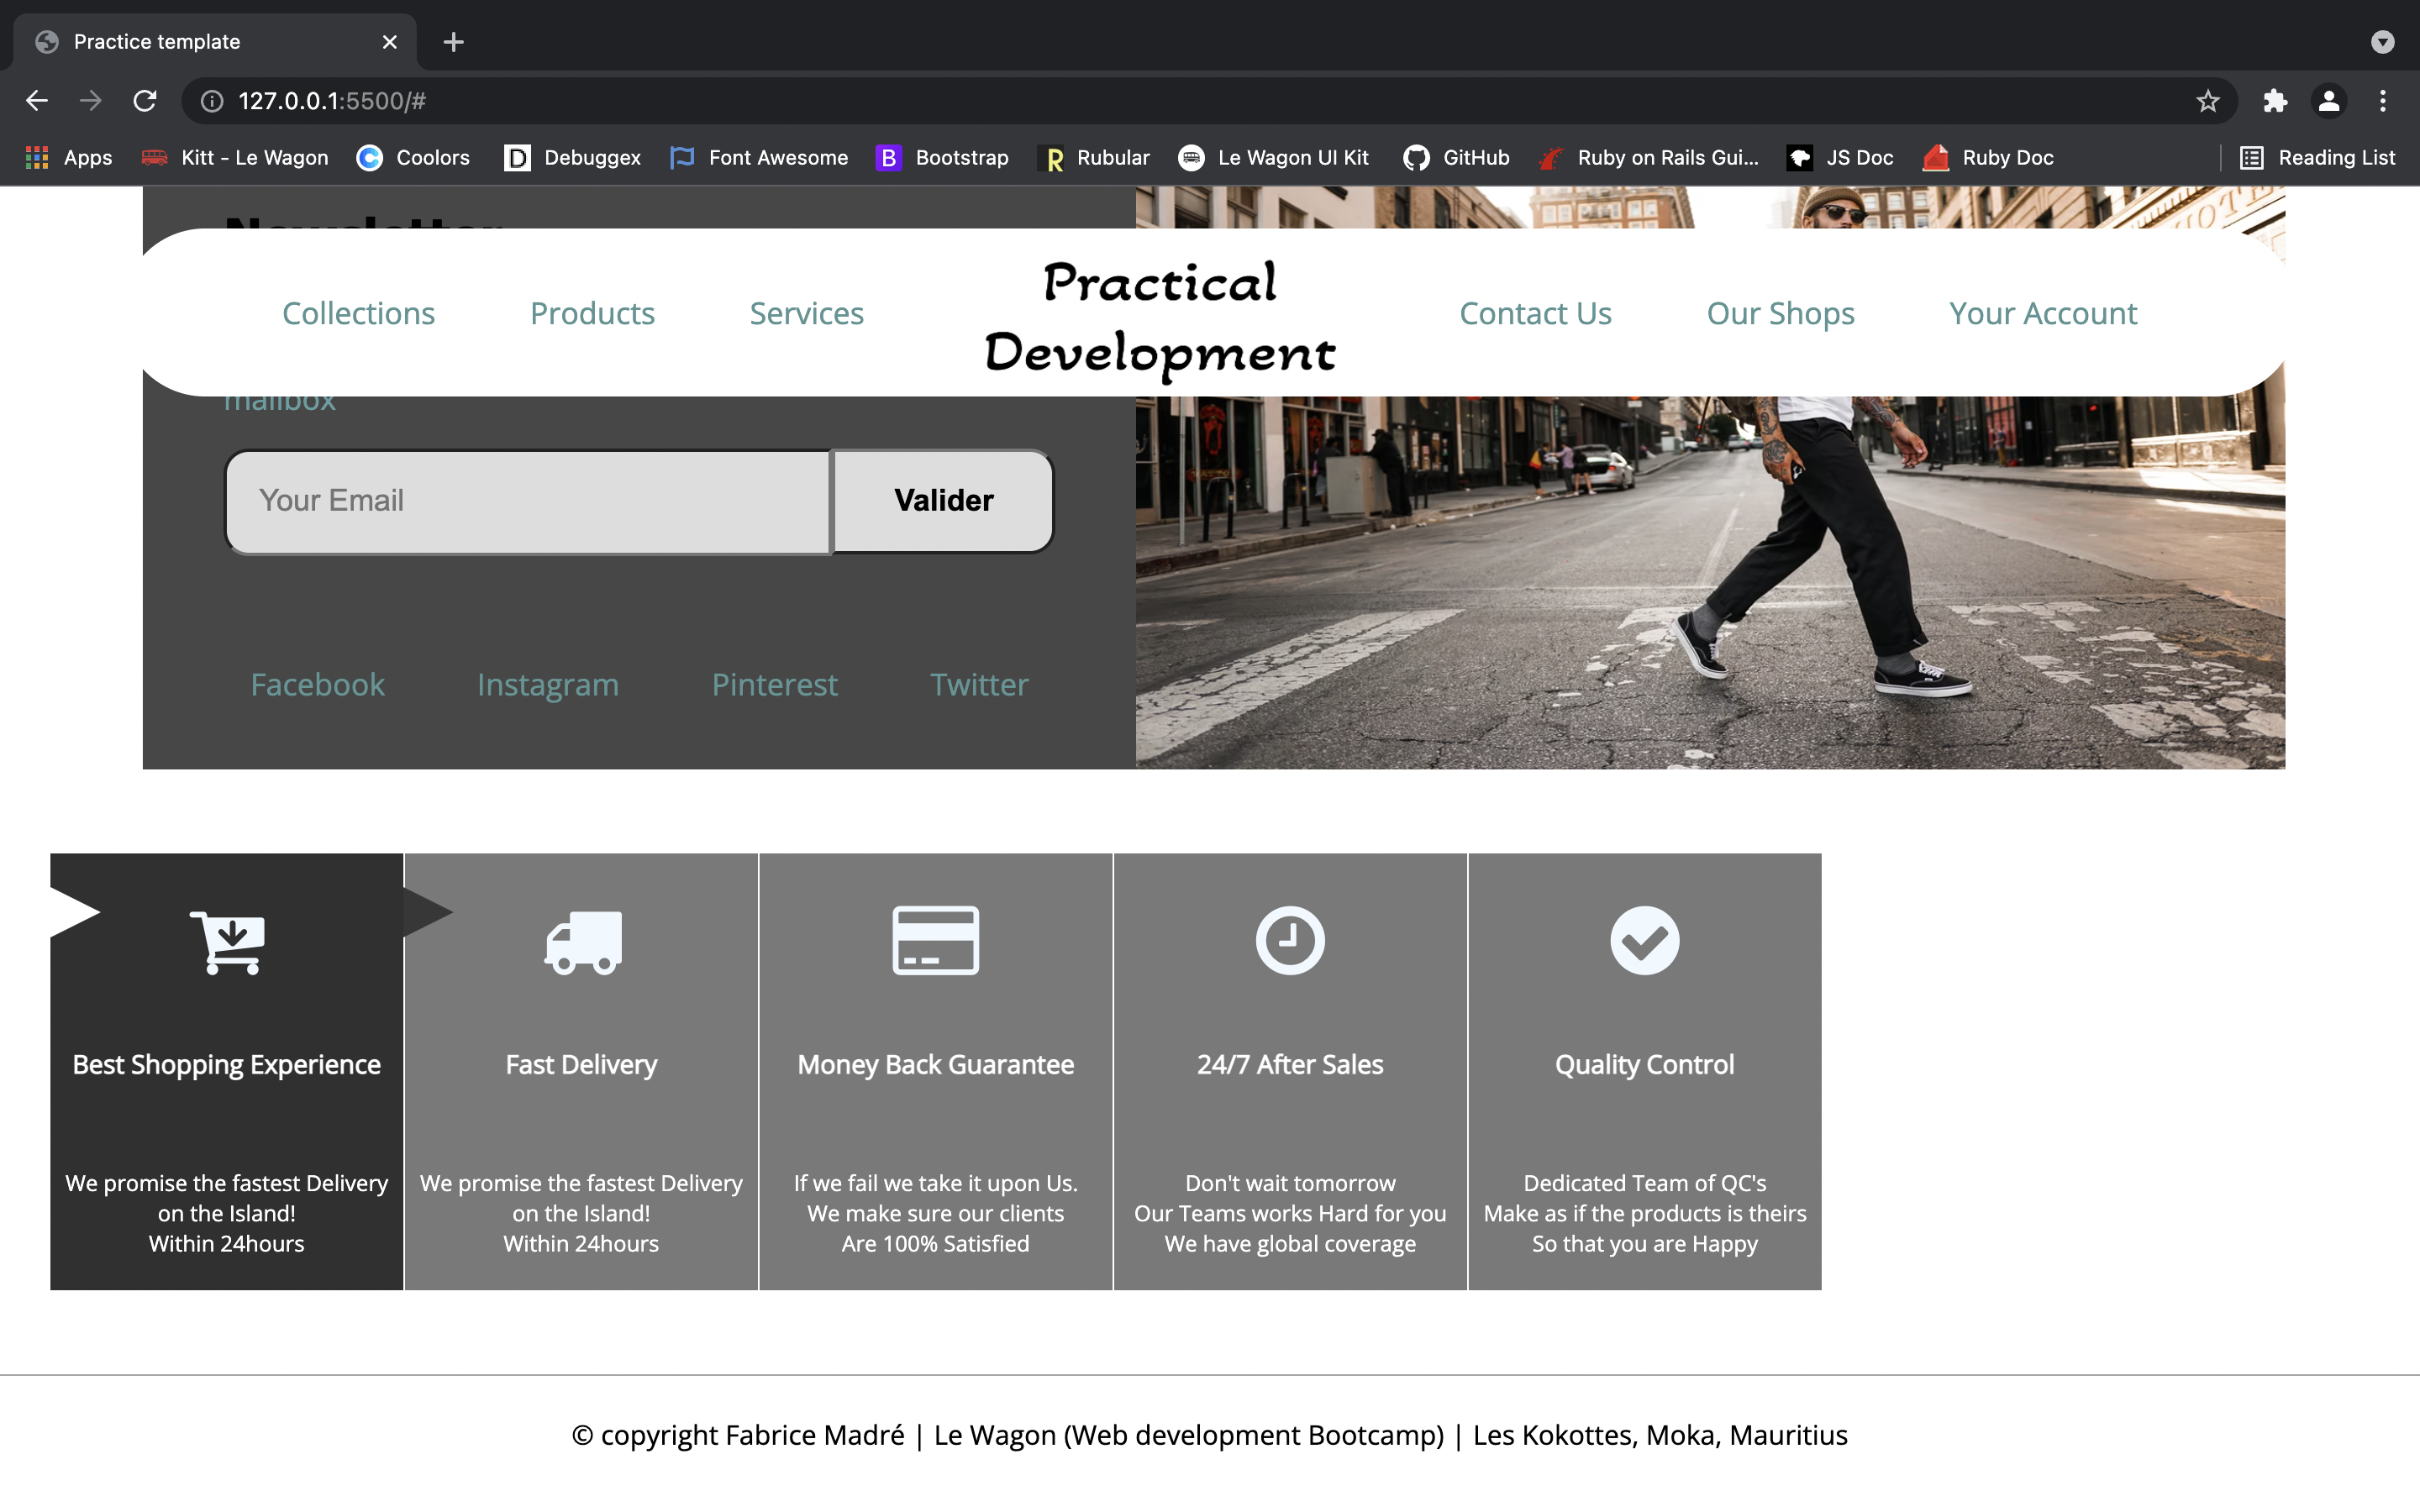 Practice template
127.0.0.1:5500/#
Apps Kitt - Le Wagon Coolors Debuggex Font Awesome Bootstrap Rubular Le Wagon UI Kit GitHub Ruby on Rails Gui... JS Doc Ruby Doc Reading List
Newsletter
Collections Products Services Practical Development Contact Us Our Shops Your Account
mailbox
Your Email Valider
Facebook Instagram Pinterest Twitter
Best Shopping Experience
We promise the fastest Delivery
on the Island!
Within 24hours
Fast Delivery
We promise the fastest Delivery
on the Island!
Within 24hours
Money Back Guarantee
If we fail we take it upon Us.
We make sure our clients
Are 100% Satisfied
24/7 After Sales
Don't wait tomorrow
Our Teams works Hard for you
We have global coverage
Quality Control
Dedicated Team of QC's
Make as if the products is theirs
So that you are Happy
© copyright Fabrice Madré | Le Wagon (Web development Bootcamp) | Les Kokottes, Moka, Mauritius